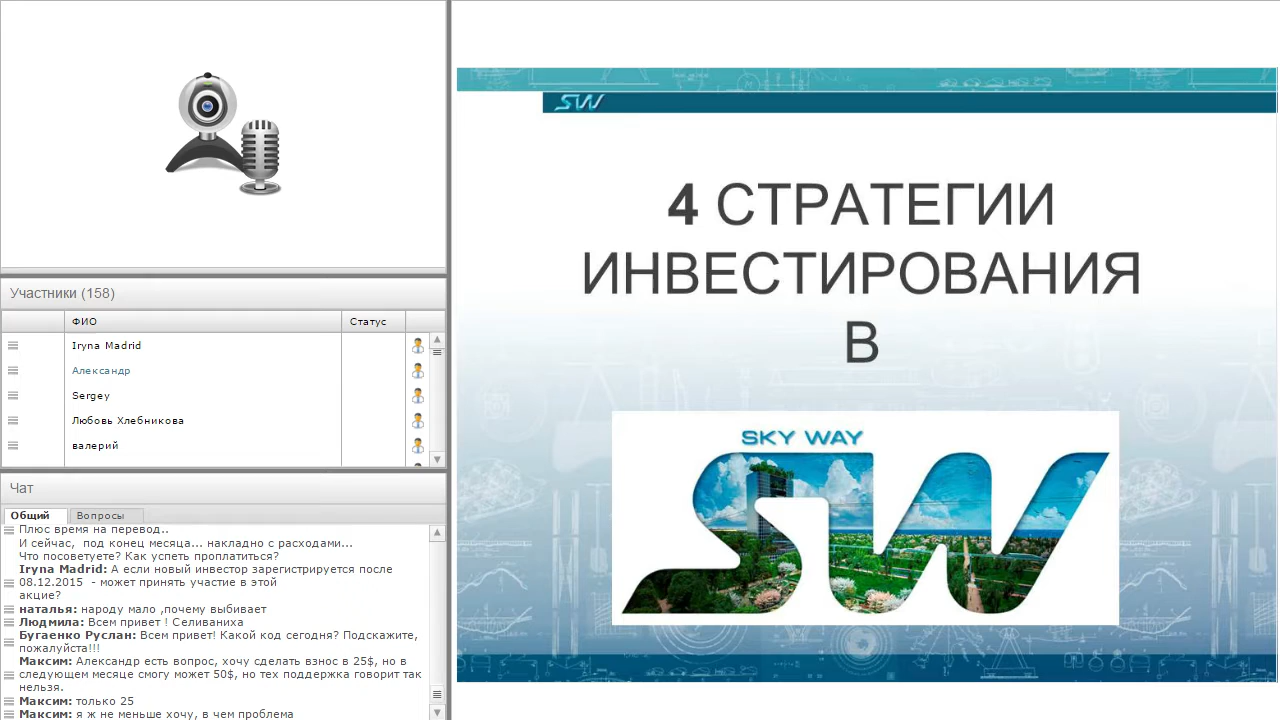 Участники (158)
ФИО
Статус
Iryna Madrid
Александр
Sergey
Любовь Хлебникова
валерий
Чат
Общий
Вопросы
Плюс время на перевод..
И сейчас, под конец месяца... накладно с расходами...
Что посоветуете? Как успеть проплатиться?
Iryna Madrid: А если новый инвестор зарегистрируется после
08.12.2015 - может принять участие в этой
акцие?
наталья: народу мало ,почему выбивает
Людмила: Всем привет ! Селиваниха
Бугаенко Руслан: Всем привет! Какой код сегодня? Подскажите,
пожалуйста!!!
Максим: Александр есть вопрос, хочу сделать взнос в 25$, но в
следующем месяце смогу может 50$, но тех поддержка говорит так
нельзя.
Максим: только 25
Максим: я ж не меньше хочу, в чем проблема
SW
4 СТРАТЕГИИ
ИНВЕСТИРОВАНИЯ
В
SKY WAY
SW